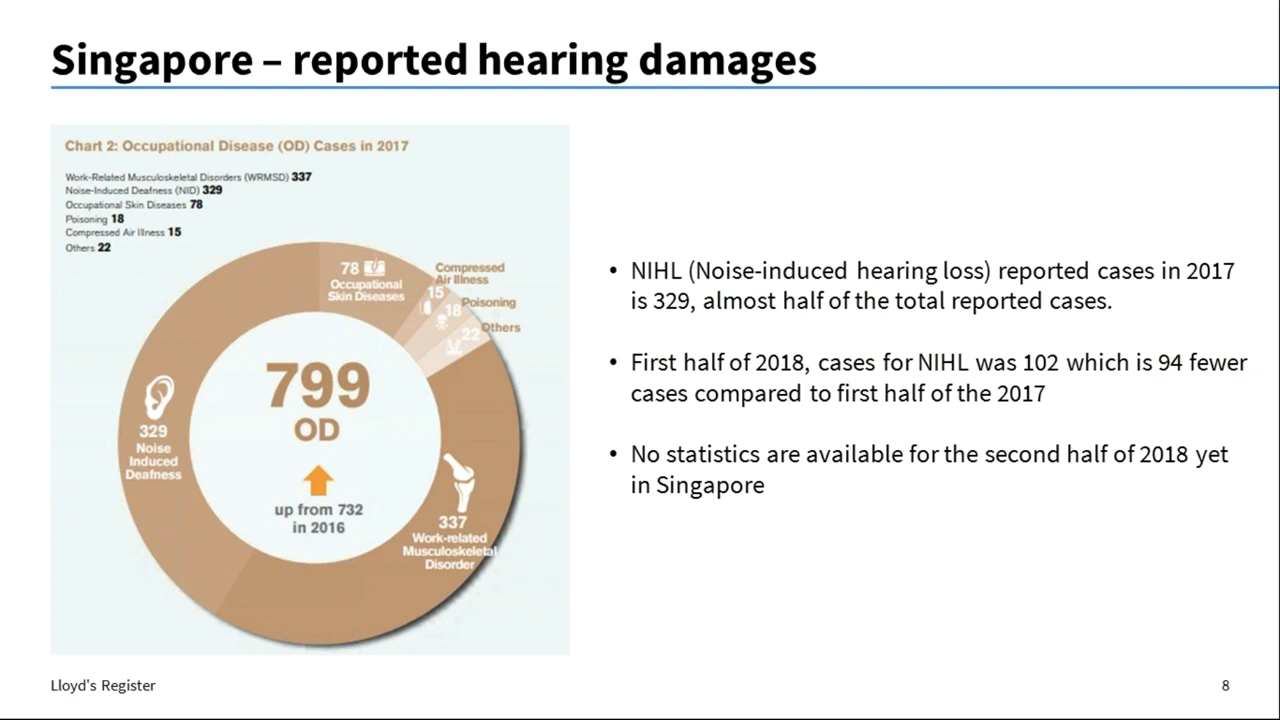 Singapore – reported hearing damages
Chart 2: Occupational Disease (OD) Cases in 2017
Work-Related Musculoskeletal Disorders (WRMSD) 337
Noise-Induced Deafness (NID) 329
Occupational Skin Diseases 78
Poisoning 18
Compressed Air Illness 15
Others 22
78
Occupational
Skin Diseases
Compressed
Air Illness
15
Poisoning
18
Others
22
799
OD
up from 732
in 2016
329
Noise
Induced
Deafness
337
Work-related
Musculoskeletal
Disorder
• NIHL (Noise-induced hearing loss) reported cases in 2017
is 329, almost half of the total reported cases.
• First half of 2018, cases for NIHL was 102 which is 94 fewer
cases compared to first half of the 2017
• No statistics are available for the second half of 2018 yet
in Singapore
Lloyd's Register
8